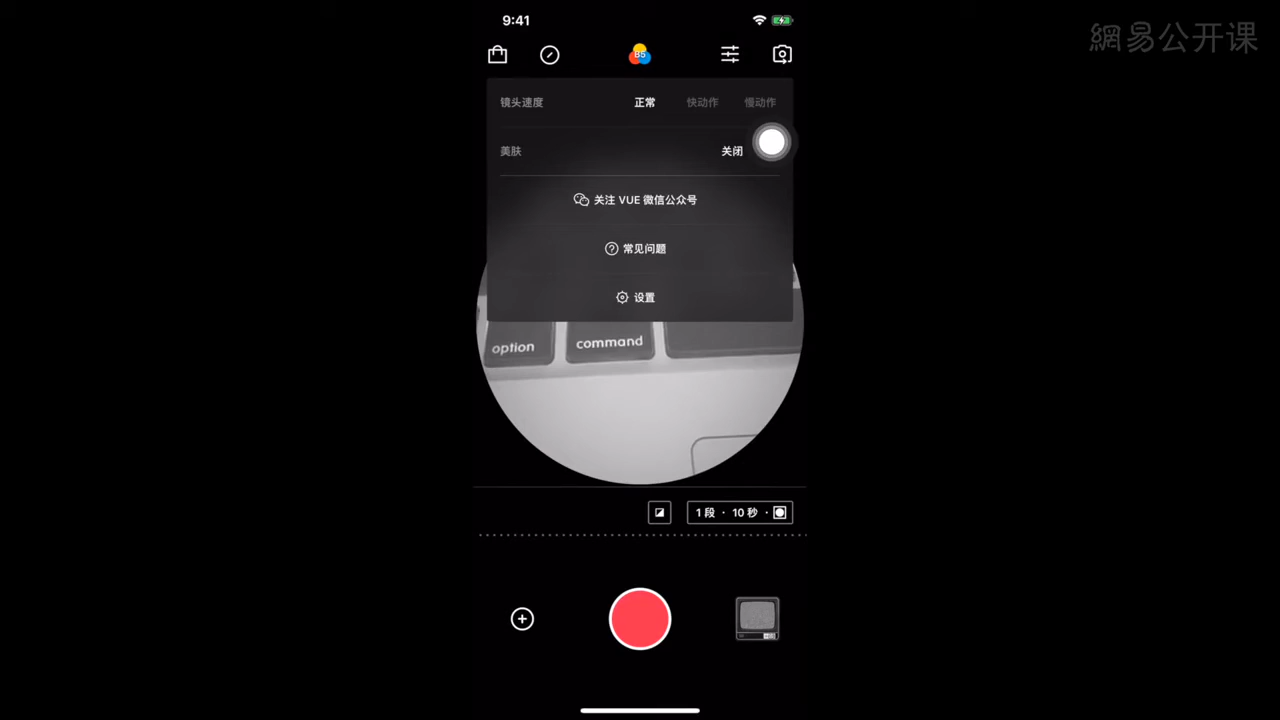 9:41
網易公开课
BS
镜头速度 正常 快动作 慢动作
美肤 关闭
关注 VUE 微信公众号
常见问题
设置
option command
1 段 · 10 秒 ·